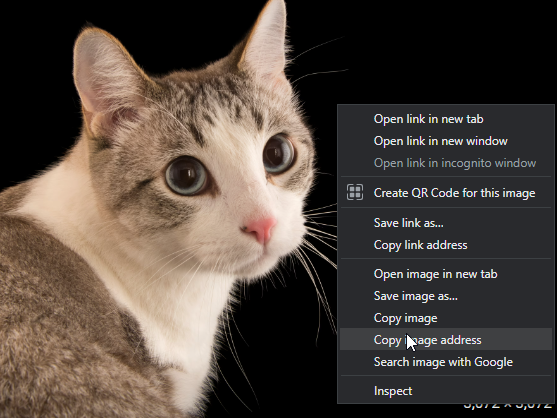 Open link in new tab
Open link in new window
Open link in incognito window
Create QR Code for this image
Save link as...
Copy link address
Open image in new tab
Save image as...
Copy image
Copy image address
Search image with Google
Inspect